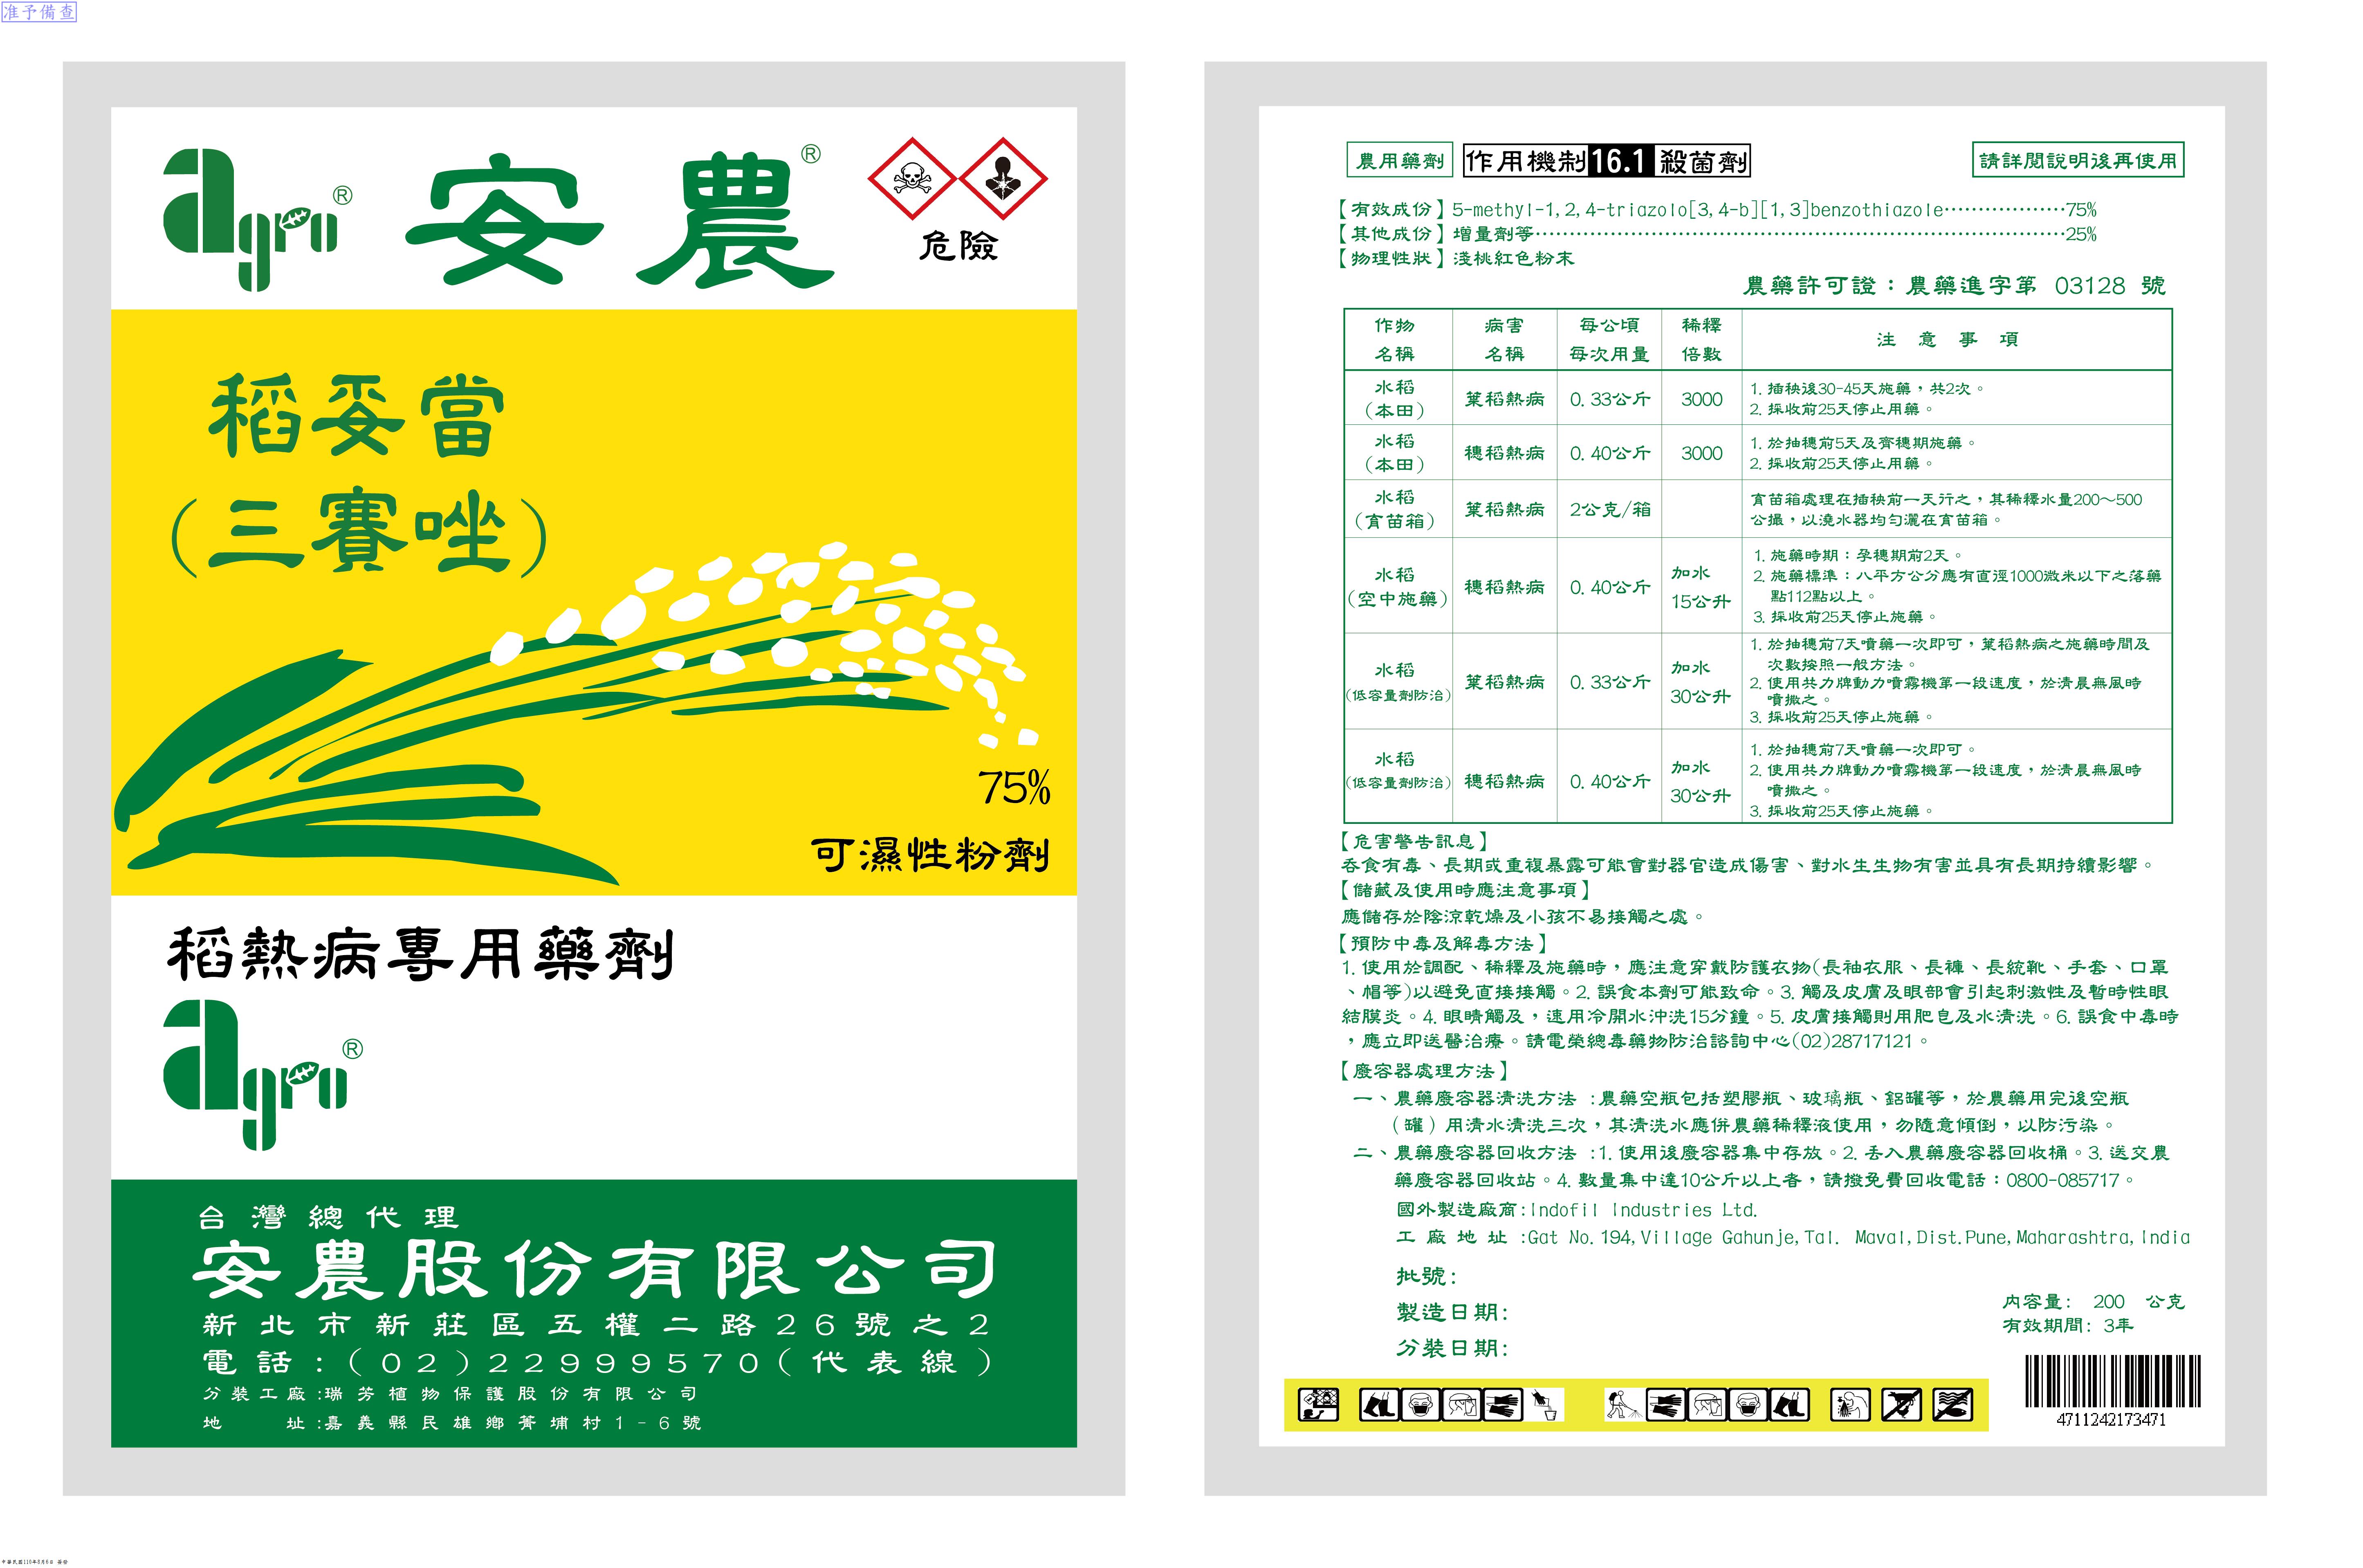 准予備查
agro® 安農®
危險
稻妥當
(三賽唑)
75%
可濕性粉劑
稻熱病專用藥劑
agro®
台灣總代理
安農股份有限公司
新北市新莊區五權二路26號之2
電話:(02)22999570(代表線)
分裝工廠:瑞芳植物保護股份有限公司
地址:嘉義縣民雄鄉菁埔村1-6號
農用藥劑 作用機制16.1殺菌劑 請詳閱說明後再使用
【有效成份】5-methyl-1,2,4-triazolo[3,4-b][1,3]benzothiazole………………75%
【其他成份】增量劑等……………………………………………………………………25%
【物理性狀】淺桃紅色粉末
農藥許可證：農藥進字第 03128 號
作物名稱 病害名稱 每公頃每次用量 稀釋倍數 注意事項
水稻(本田) 葉稻熱病 0.33公斤 3000 1.插秧後30-45天施藥，共2次。
2.採收前25天停止用藥。
水稻(本田) 穗稻熱病 0.40公斤 3000 1.於抽穗前5天及齊穗期施藥。
2.採收前25天停止用藥。
水稻(育苗箱) 葉稻熱病 2公克/箱 育苗箱處理在插秧前一天行之，其稀釋水量200～500
公撮，以澆水器均勻灑在育苗箱。
水稻(空中施藥) 穗稻熱病 0.40公斤 加水15公升 1.施藥時期：孕穗期前2天。
2.施藥標準：八平方公分應有直徑1000微米以下之落藥
點112點以上。
3.採收前25天停止施藥。
水稻(低容量劑防治) 葉稻熱病 0.33公斤 加水30公升 1.於抽穗前7天噴藥一次即可，葉稻熱病之施藥時間及
次數按照一般方法。
2.使用共力牌動力噴霧機第一段速度，於清晨無風時
噴撒之。
3.採收前25天停止施藥。
水稻(低容量劑防治) 穗稻熱病 0.40公斤 加水30公升 1.於抽穗前7天噴藥一次即可。
2.使用共力牌動力噴霧機第一段速度，於清晨無風時
噴撒之。
3.採收前25天停止施藥。
【危害警告訊息】
吞食有毒、長期或重複暴露可能會對器官造成傷害、對水生生物有害並具有長期持續影響。
【儲藏及使用時應注意事項】
應儲存於陰涼乾燥及小孩不易接觸之處。
【預防中毒及解毒方法】
1.使用於調配、稀釋及施藥時，應注意穿戴防護衣物(長袖衣服、長褲、長統靴、手套、口罩
、帽等)以避免直接接觸。2.誤食本劑可能致命。3.觸及皮膚及眼部會引起刺激性及暫時性眼
結膜炎。4.眼睛觸及，速用冷開水沖洗15分鐘。5.皮膚接觸則用肥皂及水清洗。6.誤食中毒時
，應立即送醫治療。請電榮總毒藥物防治諮詢中心(02)28717121。
【廢容器處理方法】
一、農藥廢容器清洗方法 :農藥空瓶包括塑膠瓶、玻璃瓶、鋁罐等，於農藥用完後空瓶
（罐）用清水清洗三次，其清洗水應併農藥稀釋液使用，勿隨意傾倒，以防污染。
二、農藥廢容器回收方法 :1.使用後廢容器集中存放。2.丟入農藥廢容器回收桶。3.送交農
藥廢容器回收站。4.數量集中達10公斤以上者，請撥免費回收電話：0800-085717。
國外製造廠商:Indofil Industries Ltd.
工廠地址:Gat No.194,Village Gahunje,Tal. Maval,Dist.Pune,Maharashtra,India
批號:
製造日期:
分裝日期:
內容量: 200 公克
有效期間: 3年
4711242173471